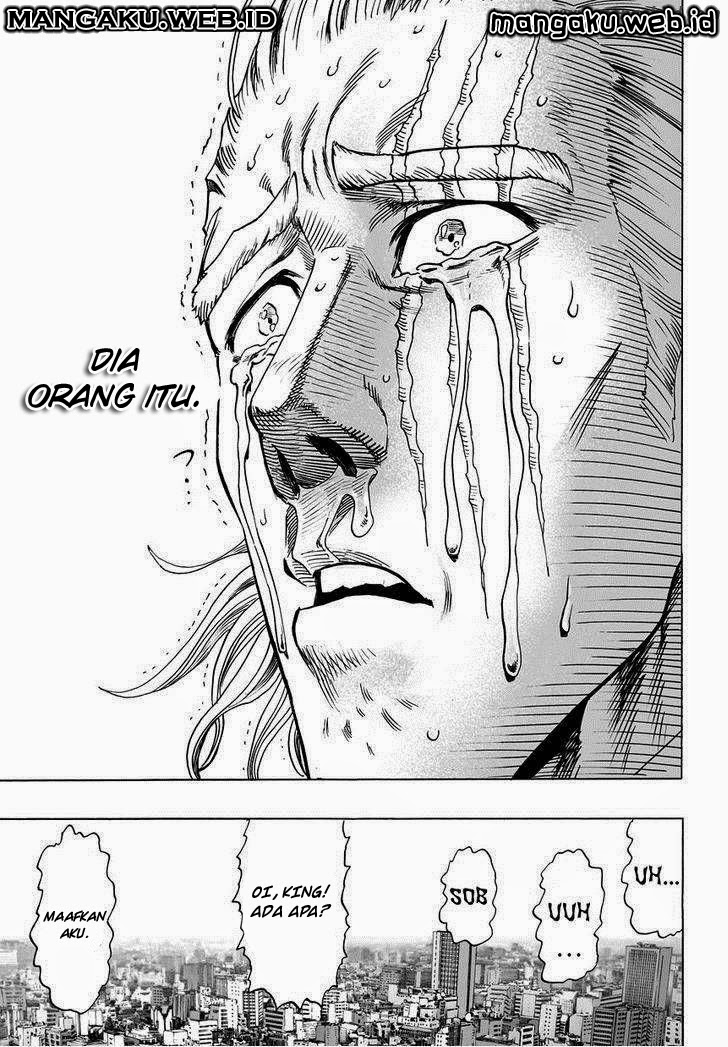 MANGAKU.WEB.ID
mangaku.web.id
DIA
ORANG ITU.
?
UH...
UUH
...
SOB
OI, KING!
ADA APA?
MAAFKAN
AKU.